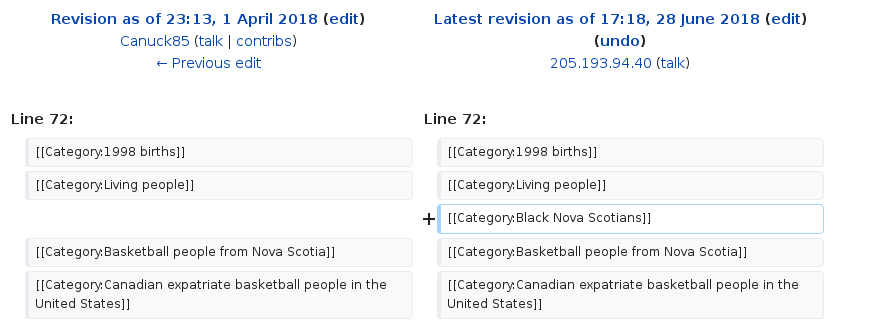 Revision as of 23:13, 1 April 2018 (edit)
Canuck85 (talk | contribs)
← Previous edit
Latest revision as of 17:18, 28 June 2018 (edit)
(undo)
205.193.94.40 (talk)
Line 72:
Line 72:
[[Category:1998 births]]
[[Category:1998 births]]
[[Category:Living people]]
[[Category:Living people]]
+ [[Category:Black Nova Scotians]]
[[Category:Basketball people from Nova Scotia]]
[[Category:Basketball people from Nova Scotia]]
[[Category:Canadian expatriate basketball people in the
United States]]
[[Category:Canadian expatriate basketball people in the
United States]]